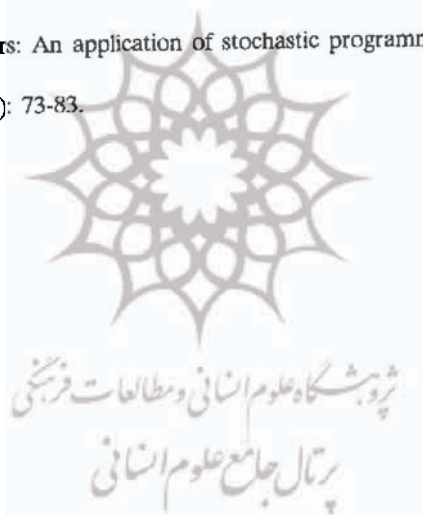 rs: An application of stochastic programm
): 73-83.
پژوهشگاه علوم انسانی و مطالعات فرهنگی
پرتال جامع علوم انسانی